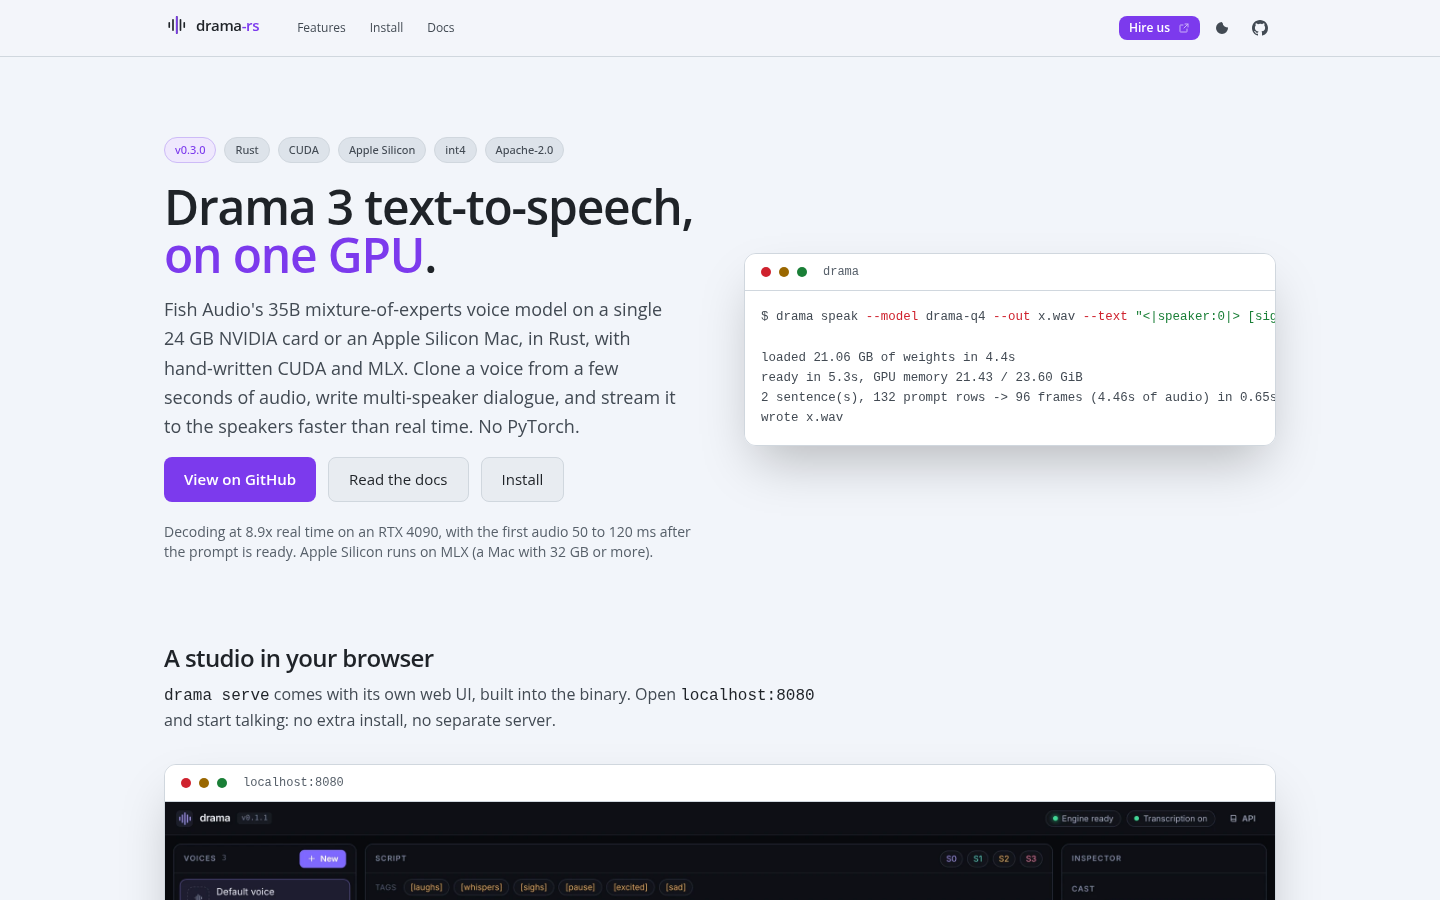 drama-rs
Features
Install
Docs
Hire us
v0.3.0
Rust
CUDA
Apple Silicon
int4
Apache-2.0
Drama 3 text-to-speech,
on one GPU.
Fish Audio's 35B mixture-of-experts voice model on a single
24 GB NVIDIA card or an Apple Silicon Mac, in Rust, with
hand-written CUDA and MLX. Clone a voice from a few
seconds of audio, write multi-speaker dialogue, and stream it
to the speakers faster than real time. No PyTorch.
View on GitHub
Read the docs
Install
Decoding at 8.9x real time on an RTX 4090, with the first audio 50 to 120 ms after
the prompt is ready. Apple Silicon runs on MLX (a Mac with 32 GB or more).
drama
$ drama speak --model drama-q4 --out x.wav --text "<|speaker:0|> [sig
loaded 21.06 GB of weights in 4.4s
ready in 5.3s, GPU memory 21.43 / 23.60 GiB
2 sentence(s), 132 prompt rows -> 96 frames (4.46s of audio) in 0.65s
wrote x.wav
A studio in your browser
drama serve comes with its own web UI, built into the binary. Open localhost:8080
and start talking: no extra install, no separate server.
localhost:8080
drama v0.1.1
Engine ready
Transcription on
API
VOICES 3
+ New
Default voice
SCRIPT
S0
S1
S2
S3
TAGS [laughs] [whispers] [sighs] [pause] [excited] [sad]
INSPECTOR
CAST